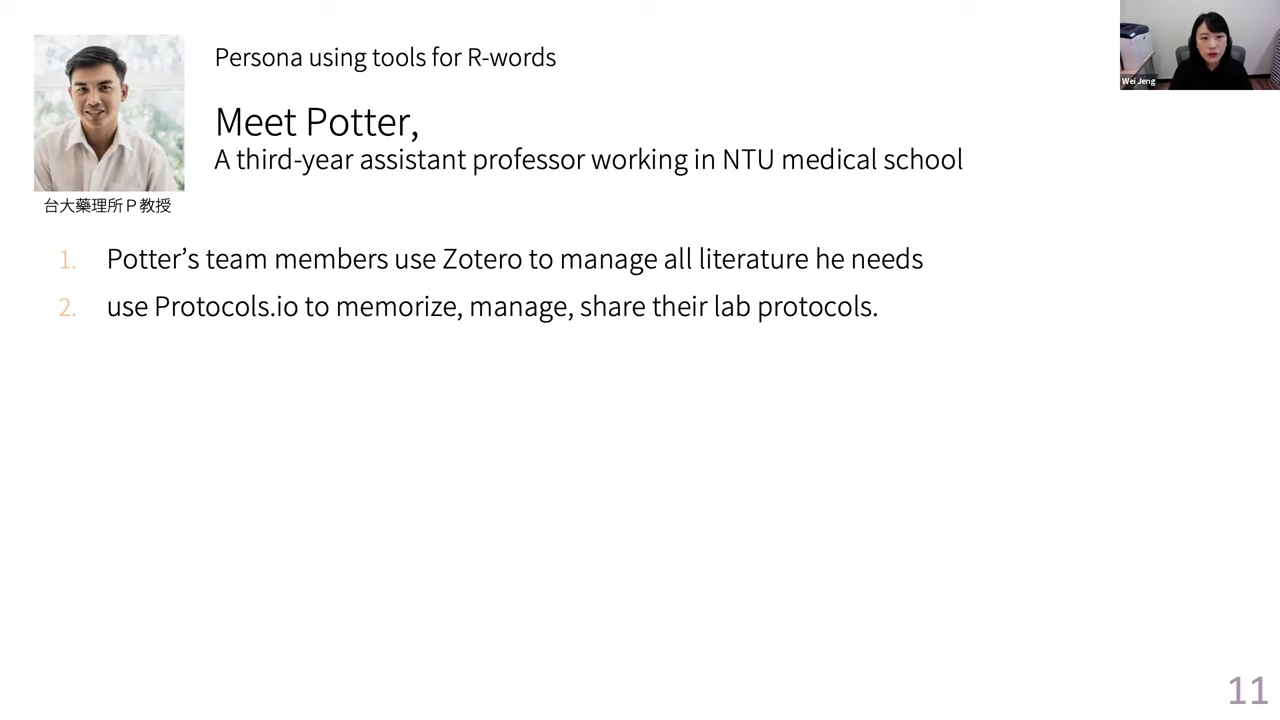 Persona using tools for R-words
Meet Potter,
A third-year assistant professor working in NTU medical school
台大藥理所P教授
1. Potter’s team members use Zotero to manage all literature he needs
2. use Protocols.io to memorize, manage, share their lab protocols.
Wei Jeng
11